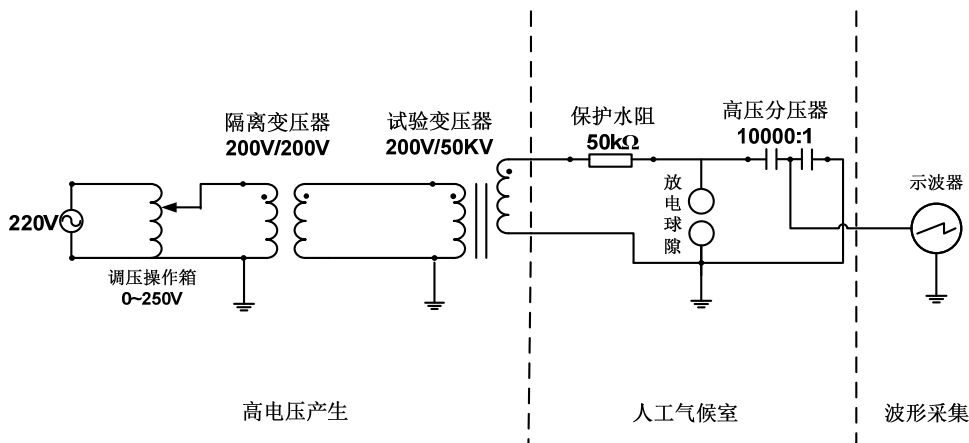 220V
调压操作箱
0~250V
隔离变压器
200V/200V
试验变压器
200V/50KV
保护水阻
50kΩ
放电球隙
高压分压器
10000:1
示波器
高电压产生
人工气候室
波形采集